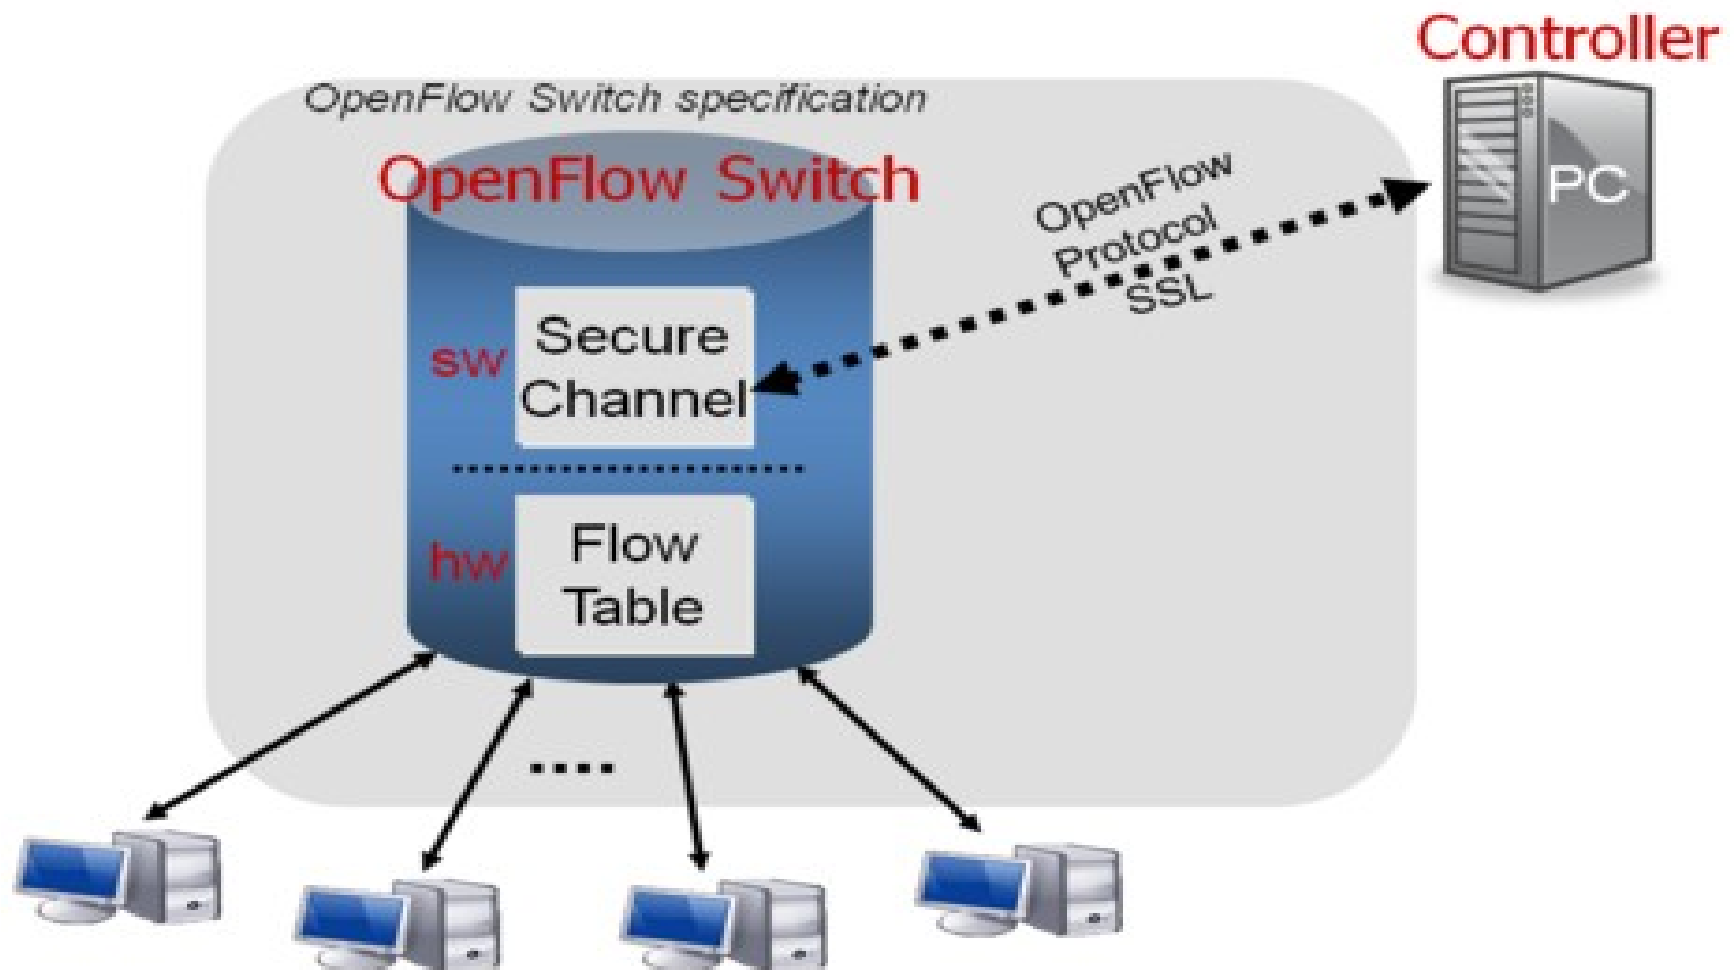 Controller
OpenFlow Switch specification
OpenFlow Switch
OpenFlow
Protocol
SSL
PC
sw
Secure
Channel
hw
Flow
Table